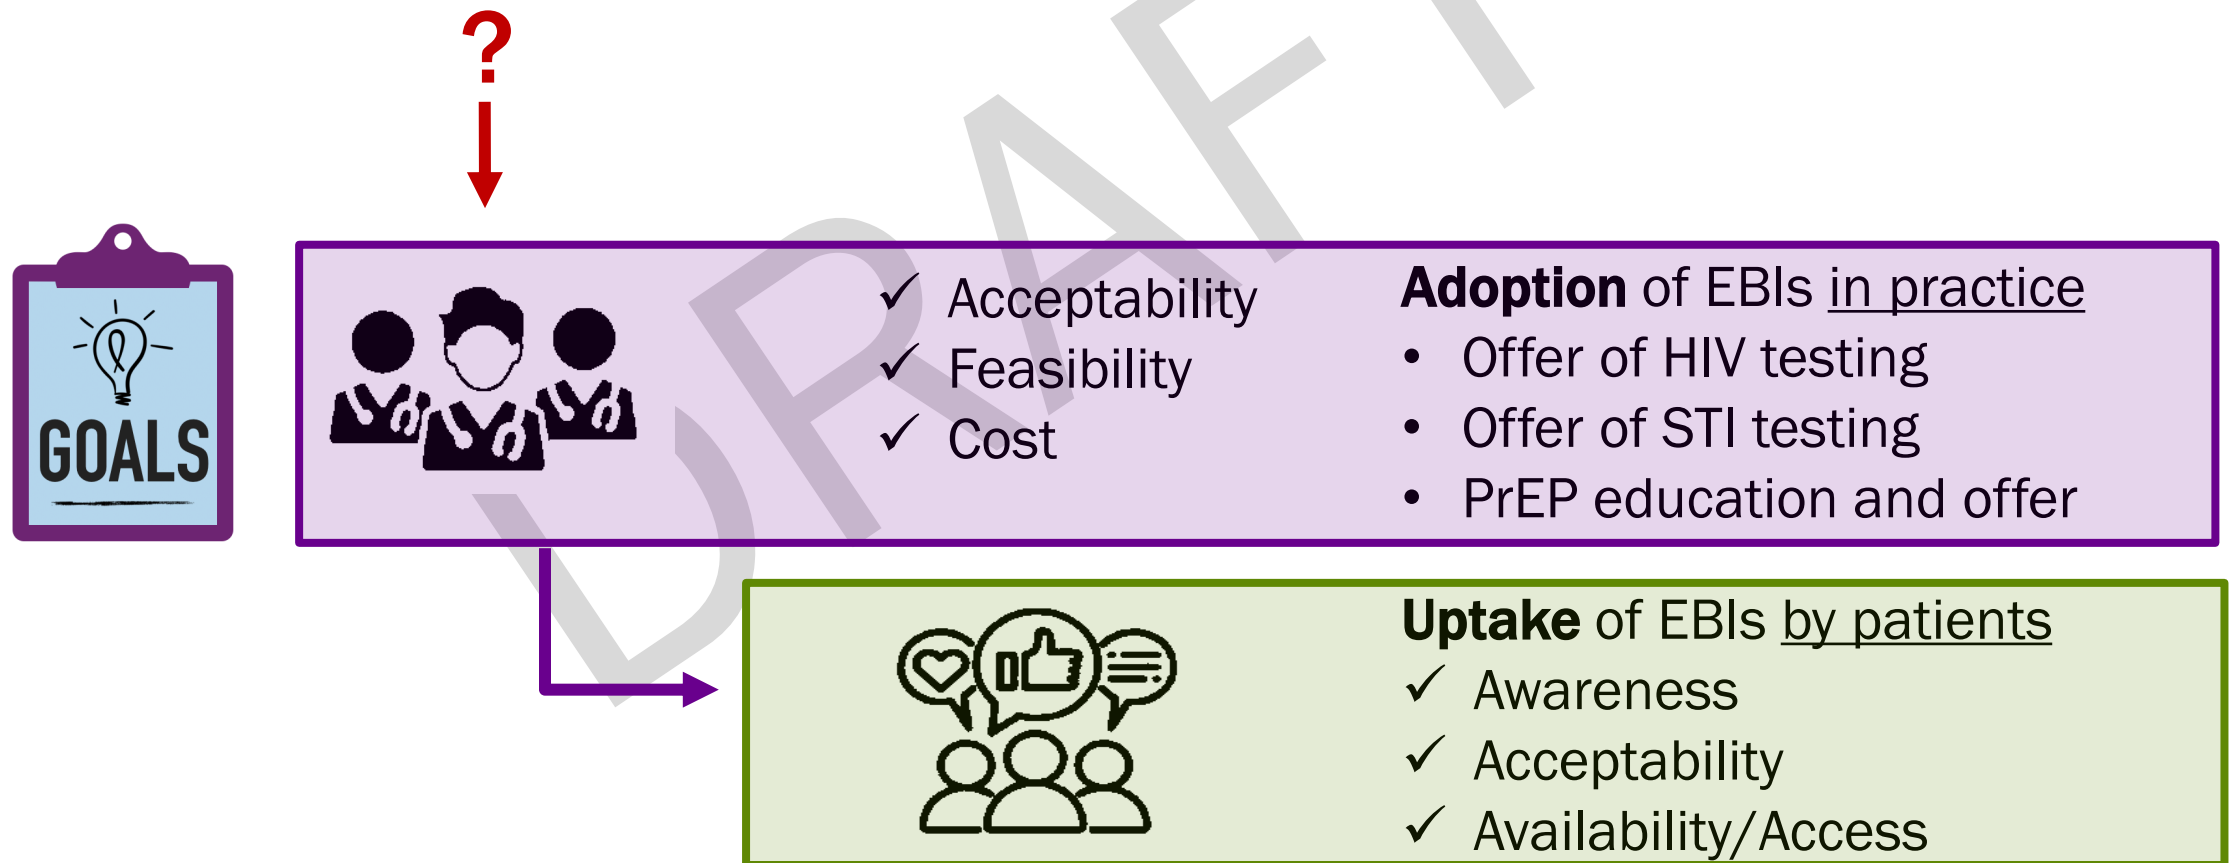 ?
DRAFT
GOALS
✓ Acceptability
✓ Feasibility
✓ Cost
Adoption of EBIs in practice
• Offer of HIV testing
• Offer of STI testing
• PrEP education and offer
Uptake of EBIs by patients
✓ Awareness
✓ Acceptability
✓ Availability/Access